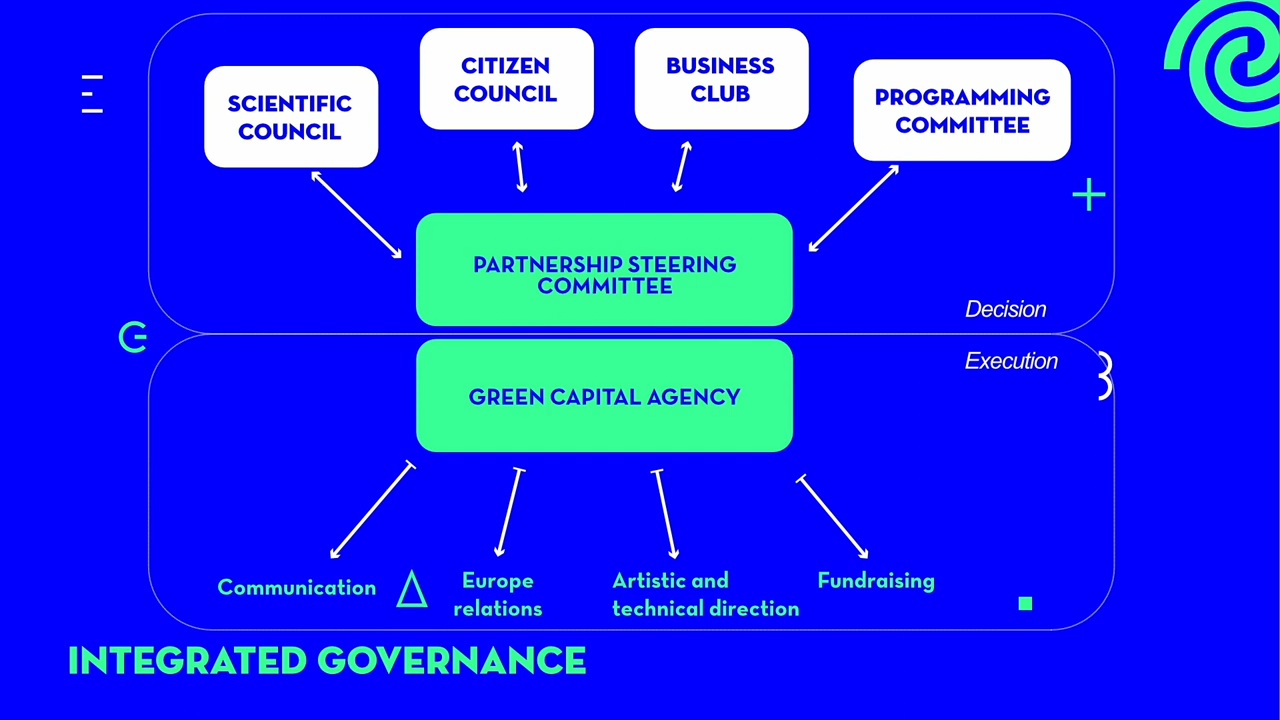 SCIENTIFIC
COUNCIL
CITIZEN
COUNCIL
BUSINESS
CLUB
PROGRAMMING
COMMITTEE
PARTNERSHIP STEERING
COMMITTEE
Decision
Execution
GREEN CAPITAL AGENCY
Communication
Europe
relations
Artistic and
technical direction
Fundraising
INTEGRATED GOVERNANCE